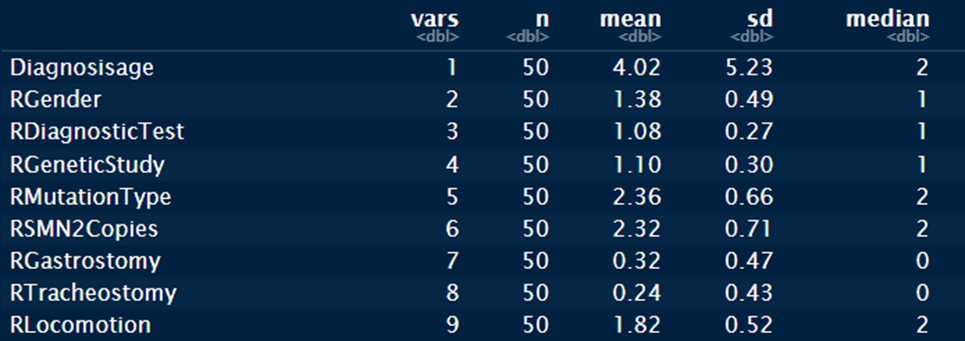 vars n mean sd median
<dbl> <dbl> <dbl> <dbl> <dbl>
Diagnosisage 1 50 4.02 5.23 2
RGender 2 50 1.38 0.49 1
RDiagnosticTest 3 50 1.08 0.27 1
RGeneticStudy 4 50 1.10 0.30 1
RMutationType 5 50 2.36 0.66 2
RSMN2Copies 6 50 2.32 0.71 2
RGastrostomy 7 50 0.32 0.47 0
RTracheostomy 8 50 0.24 0.43 0
RLocomotion 9 50 1.82 0.52 2